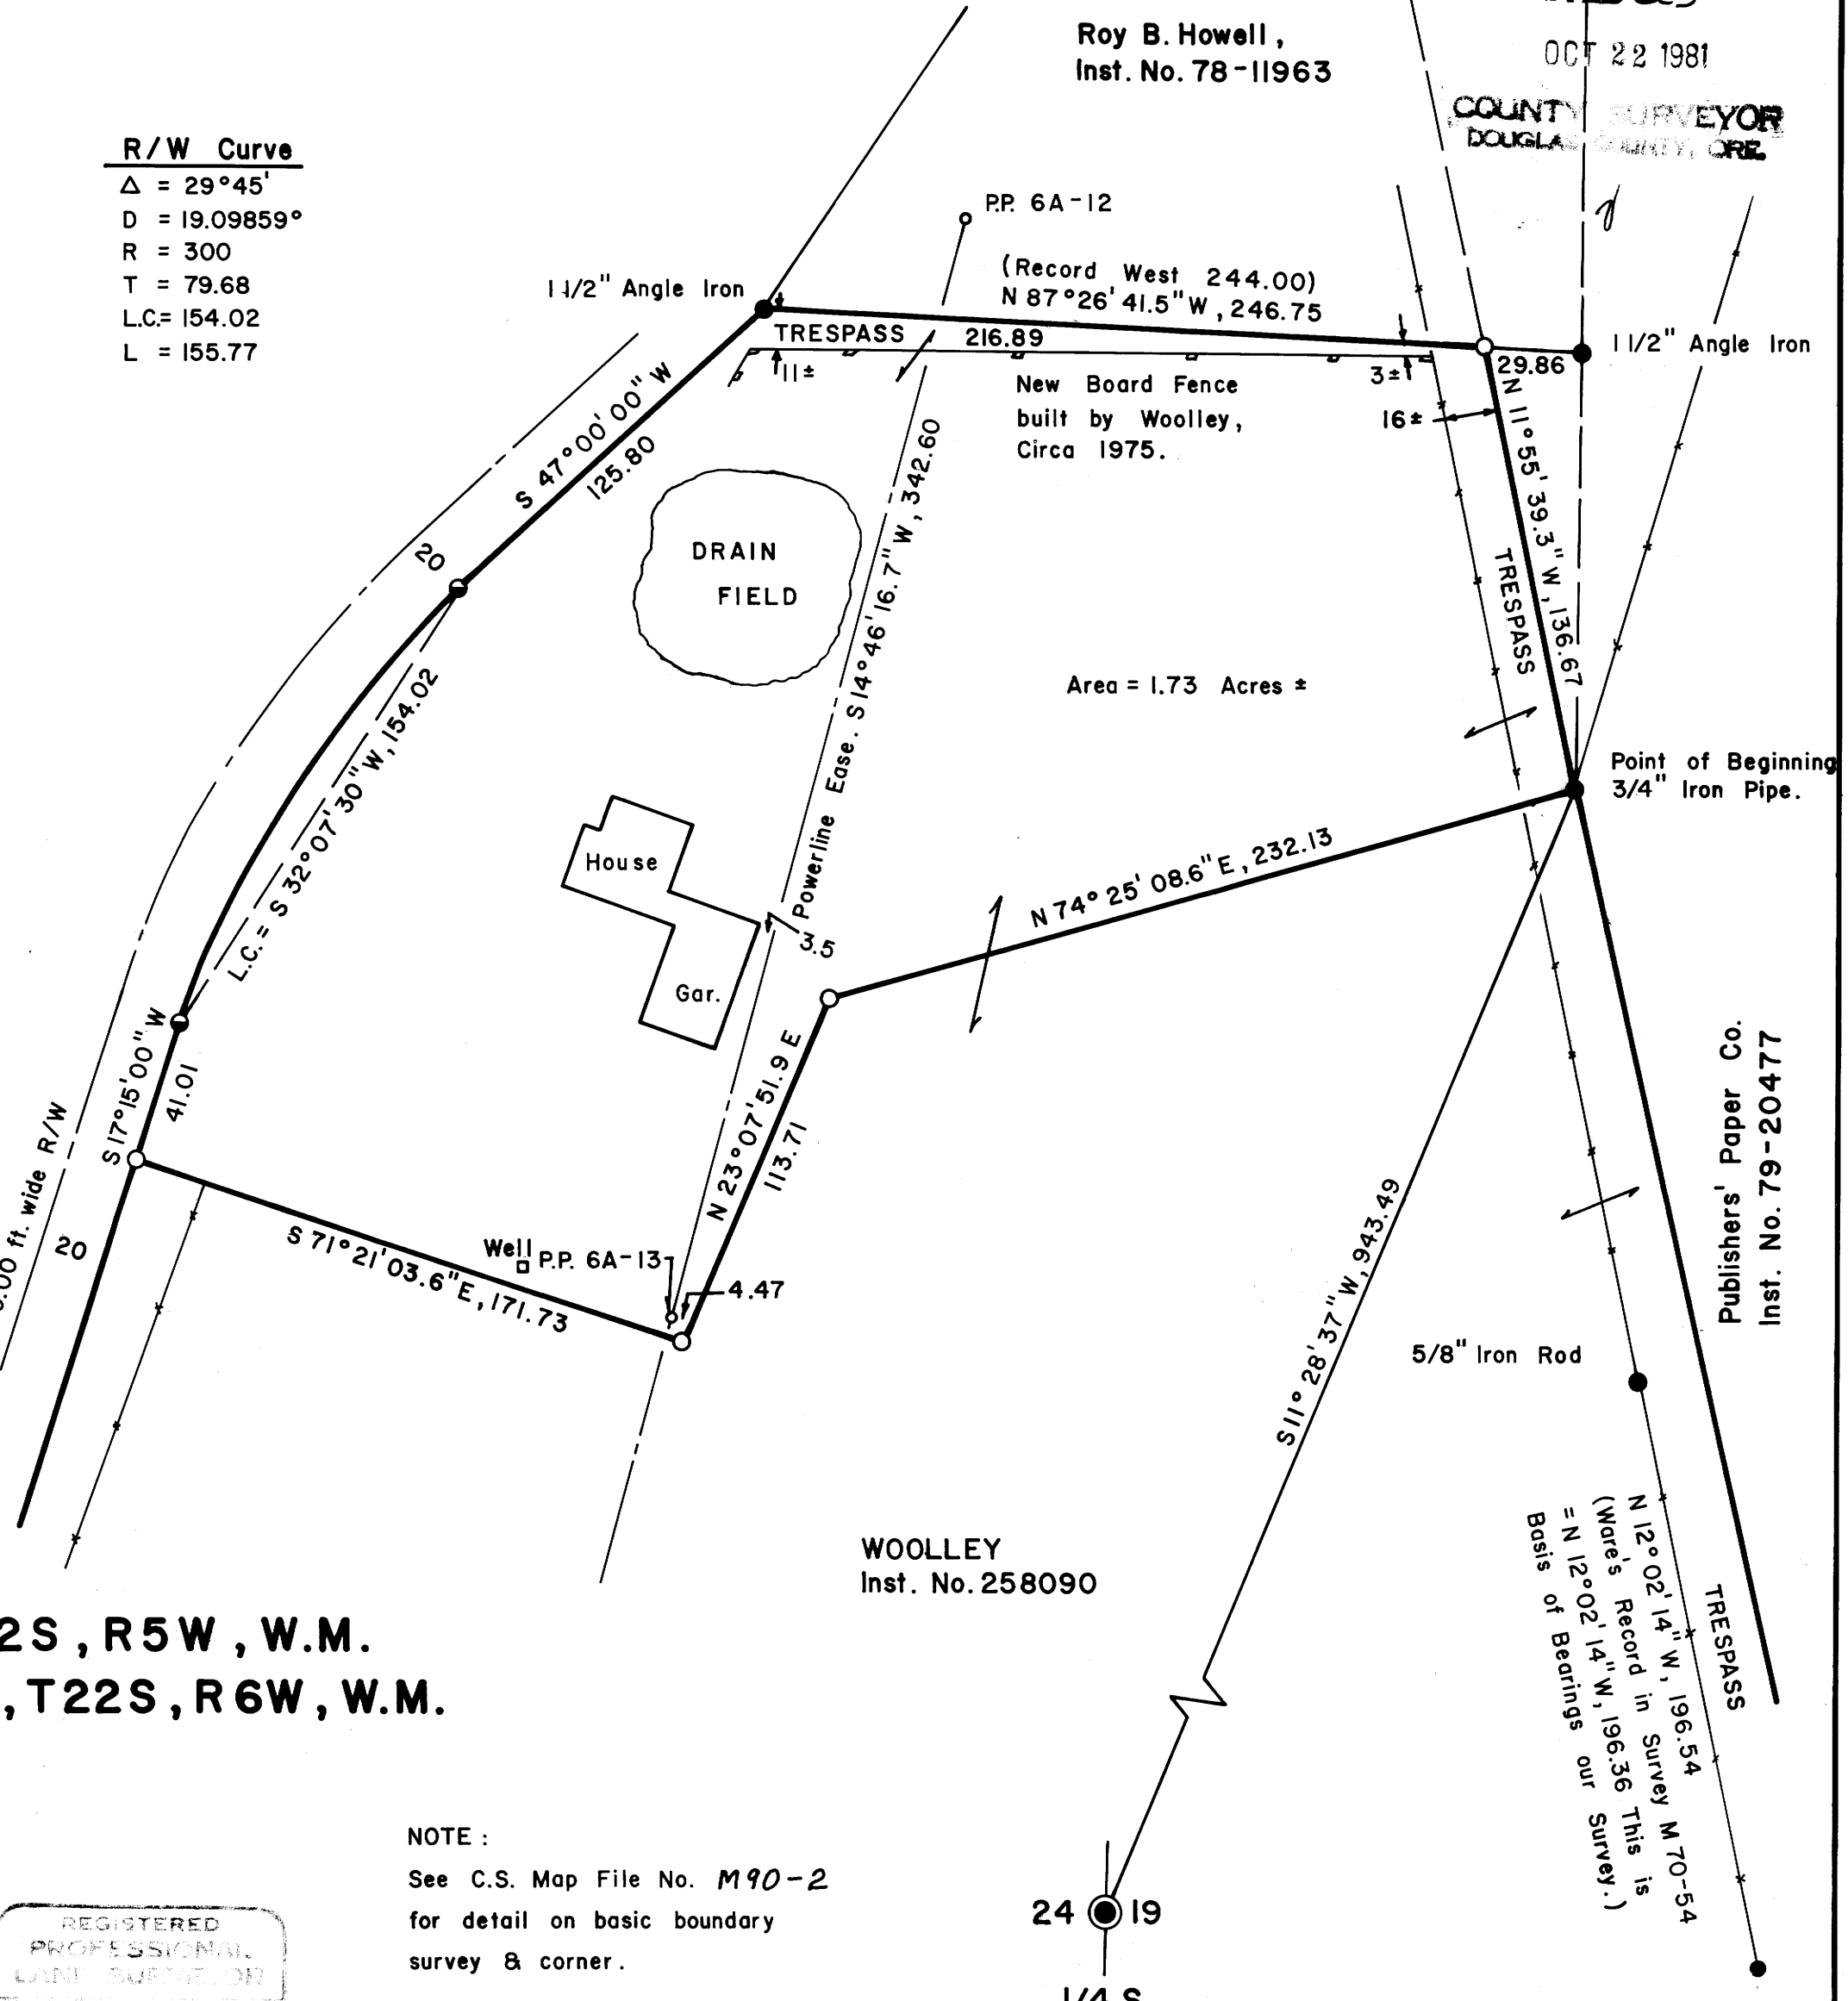 Roy B. Howell,
Inst. No. 78-11963
OCT 22 1981
COUNTY SURVEYOR
DOUGLAS COUNTY, ORE.
R/W Curve
Δ = 29°45'
D = 19.09859°
R = 300
T = 79.68
L.C.= 154.02
L = 155.77
P.P. 6A-12
(Record West 244.00)
N 87°26'41.5"W, 246.75
1 1/2" Angle Iron
TRESPASS
216.89
29.86
1 1/2" Angle Iron
11±
3±
16±
New Board Fence
built by Woolley,
Circa 1975.
S 47°00'00" W
125.80
20
DRAIN
FIELD
Powerline Ease. S14°46'16.7"W, 342.60
N 11°55'39.3"W, 136.67
TRESPASS
Area = 1.73 Acres ±
Point of Beginning
3/4" Iron Pipe.
L.C.= S 32°07'30"W, 154.02
House
Gar.
3.5
N 74°25'08.6"E, 232.13
S 17°15'00" W
41.01
ft. wide R/W
20
N 23°07'51.9 E
113.71
S 71°21'03.6"E, 171.73
Well
P.P. 6A-13
4.47
S11°28'37"W, 943.49
Publishers' Paper Co.
Inst. No. 79-20477
5/8" Iron Rod
WOOLLEY
Inst. No. 258090
N 12°02'14"W, 196.54
(Ware's Record in Survey M70-54
= N 12°02'14"W, 196.36 This is
Basis of Bearings our Survey.)
TRESPASS
2S, R5W, W.M.
, T22S, R6W, W.M.
NOTE :
See C.S. Map File No. M90-2
for detail on basic boundary
survey & corner.
24 19
1/4 S
REGISTERED
PROFESSIONAL
LAND SURVEYOR